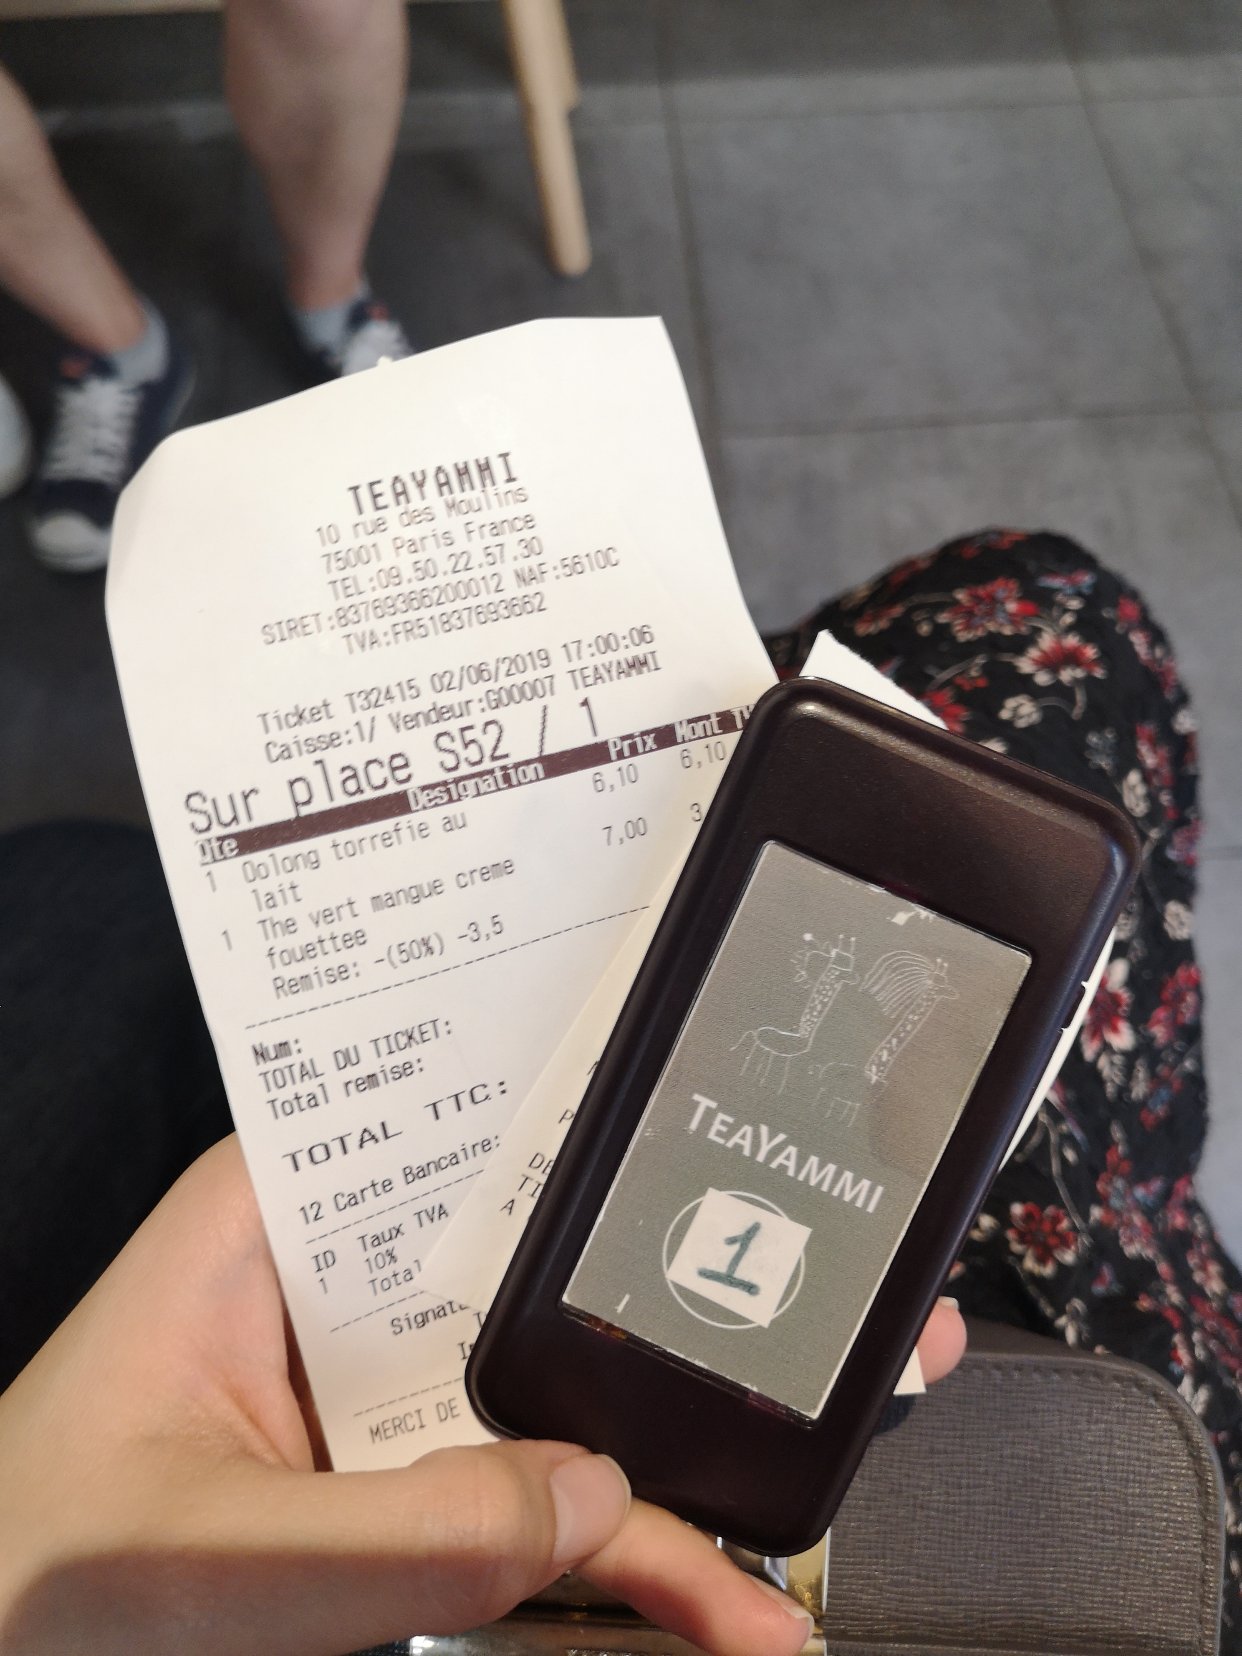 TEAYAMMI
10 rue des Moulins
75001 Paris France
TEL:09.50.22.57.30
SIRET:83769366200012 NAF:5610C
TVA:FR51837693662
Ticket T32415 02/06/2019 17:00:06
Caisse:1/ Vendeur:G00007 TEAYAMMI
Sur place S52 / 1
Qte Designation Prix Mont
1 Oolong torrefie au 6,10 6,10
lait
1 The vert mangue creme 7,00 3
fouettee
Remise: -(50%) -3,5
Num:
TOTAL DU TICKET:
Total remise:
TOTAL TTC:
12 Carte Bancaire:
ID Taux TVA
1 10%
Total
MERCI DE
TEAYAMMI
1